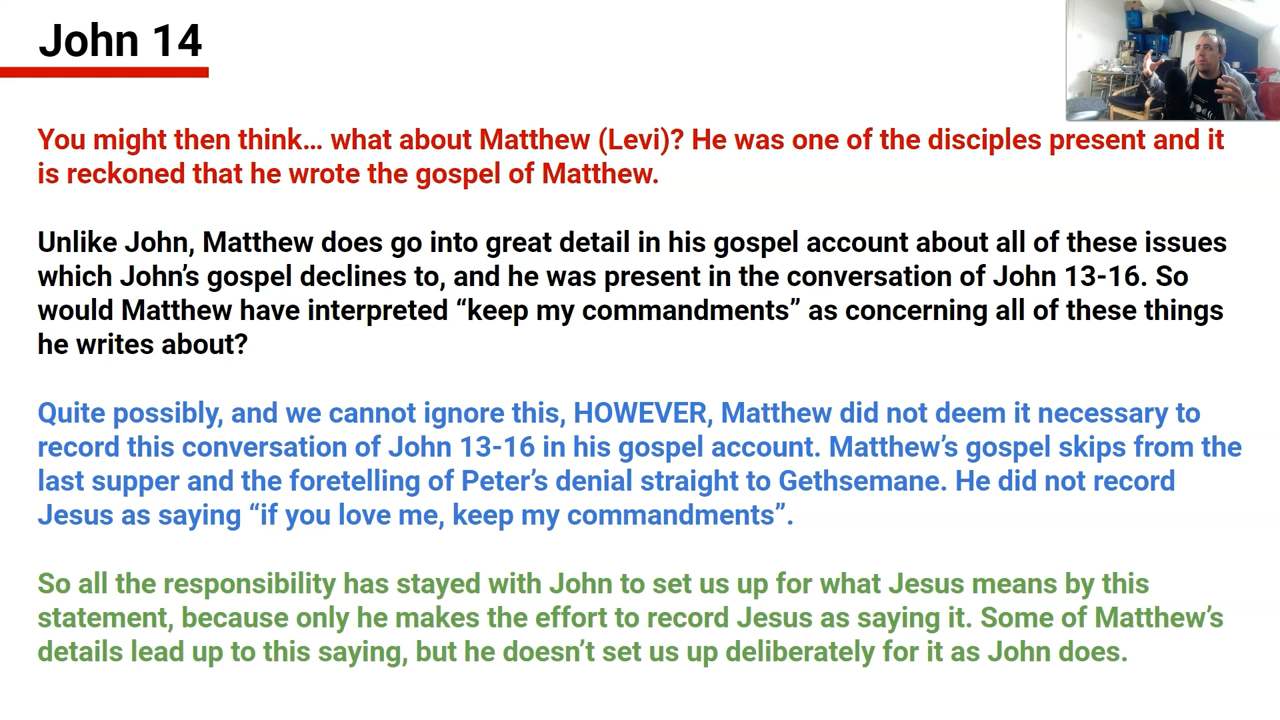 John 14
You might then think… what about Matthew (Levi)? He was one of the disciples present and it
is reckoned that he wrote the gospel of Matthew.
Unlike John, Matthew does go into great detail in his gospel account about all of these issues
which John’s gospel declines to, and he was present in the conversation of John 13-16. So
would Matthew have interpreted “keep my commandments” as concerning all of these things
he writes about?
Quite possibly, and we cannot ignore this, HOWEVER, Matthew did not deem it necessary to
record this conversation of John 13-16 in his gospel account. Matthew’s gospel skips from the
last supper and the foretelling of Peter’s denial straight to Gethsemane. He did not record
Jesus as saying “if you love me, keep my commandments”.
So all the responsibility has stayed with John to set us up for what Jesus means by this
statement, because only he makes the effort to record Jesus as saying it. Some of Matthew’s
details lead up to this saying, but he doesn’t set us up deliberately for it as John does.